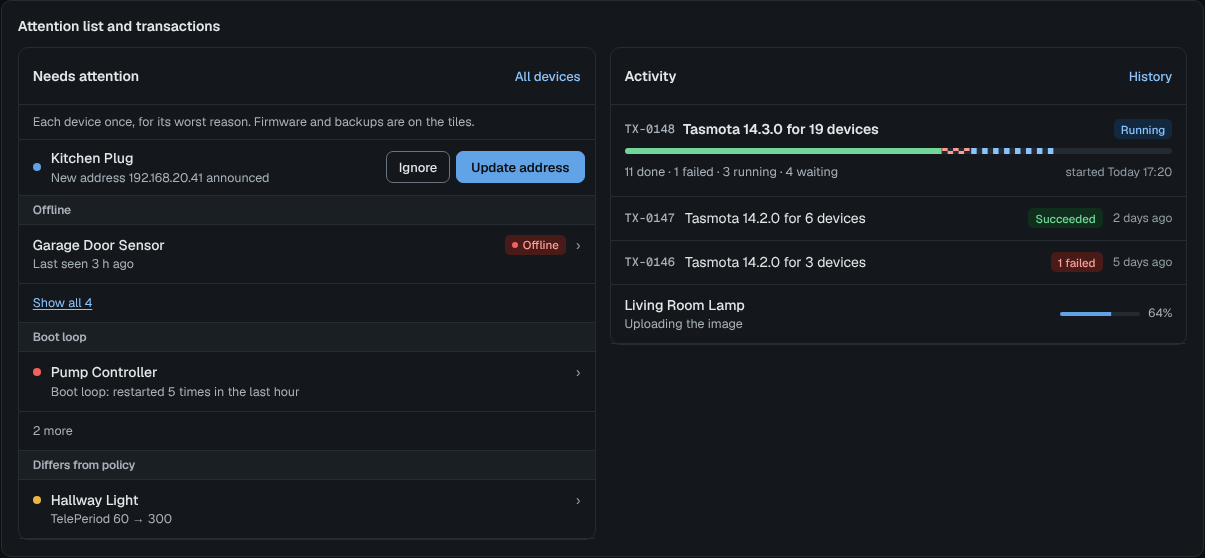 Attention list and transactions
Needs attention
All devices
Each device once, for its worst reason. Firmware and backups are on the tiles.
Kitchen Plug
New address 192.168.20.41 announced
Ignore
Update address
Offline
Garage Door Sensor
Last seen 3 h ago
Offline
Show all 4
Boot loop
Pump Controller
Boot loop: restarted 5 times in the last hour
2 more
Differs from policy
Hallway Light
TelePeriod 60 → 300
Activity
History
TX-0148 Tasmota 14.3.0 for 19 devices
Running
11 done · 1 failed · 3 running · 4 waiting
started Today 17:20
TX-0147 Tasmota 14.2.0 for 6 devices
Succeeded
2 days ago
TX-0146 Tasmota 14.2.0 for 3 devices
1 failed
5 days ago
Living Room Lamp
Uploading the image
64%